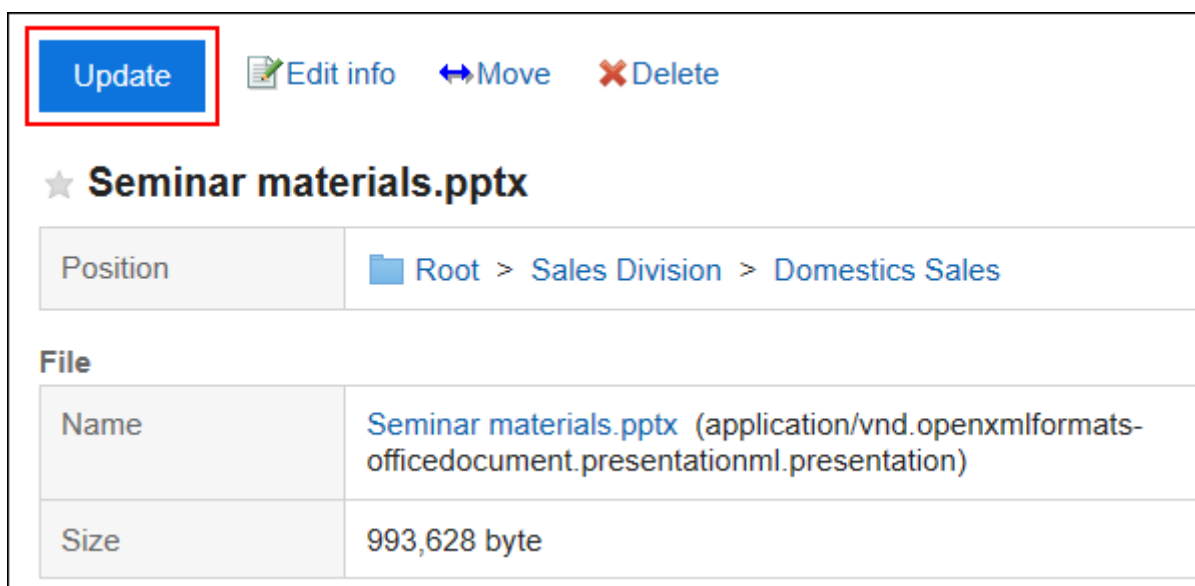 Update Edit info Move Delete
Seminar materials.pptx
Position Root > Sales Division > Domestics Sales
File
Name Seminar materials.pptx (application/vnd.openxmlformats-
officedocument.presentationml.presentation)
Size 993,628 byte